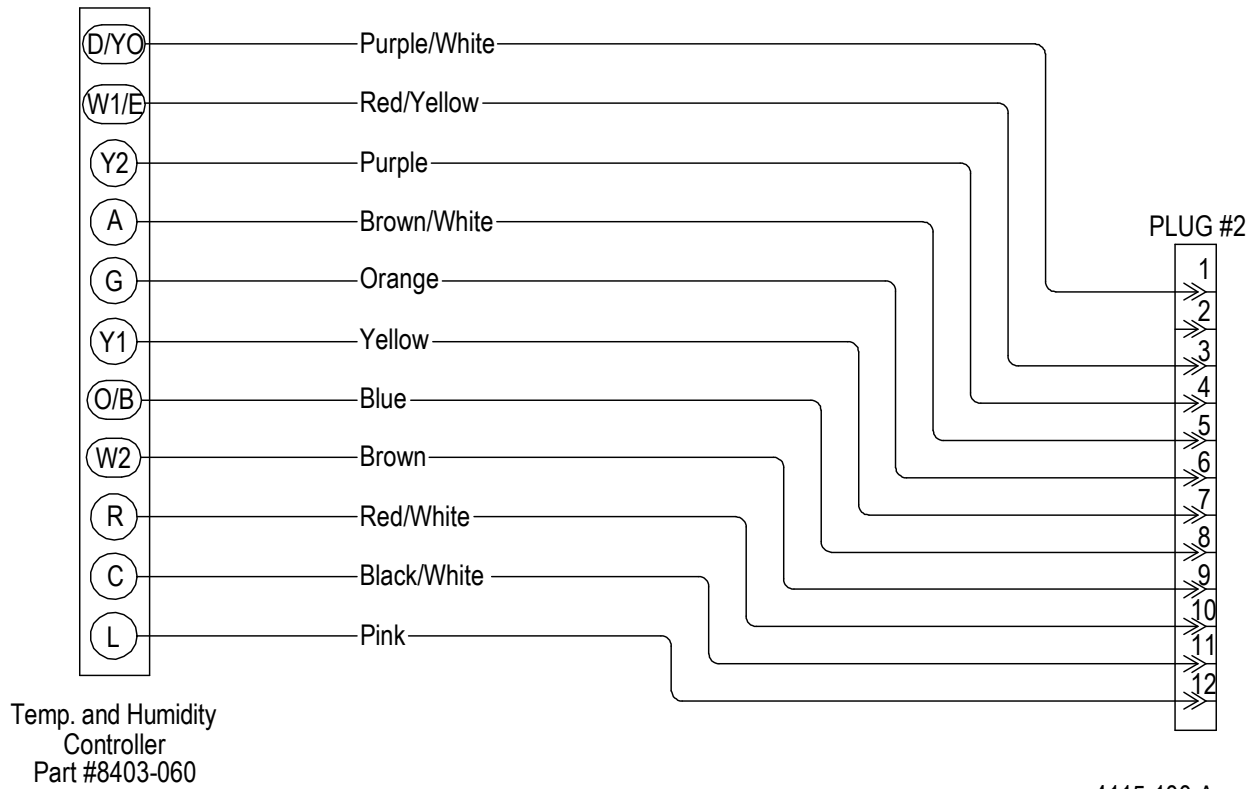 D/YO Purple/White
W1/E Red/Yellow
Y2 Purple
A Brown/White
G Orange
Y1 Yellow
O/B Blue
W2 Brown
R Red/White
C Black/White
L Pink
Temp. and Humidity
Controller
Part #8403-060
PLUG #2
1
2
3
4
5
6
7
8
9
10
11
12